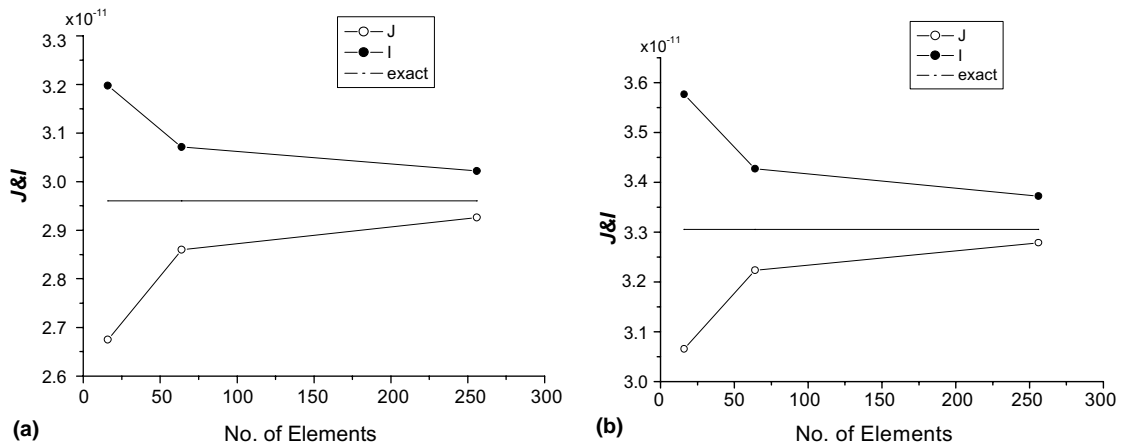 x10⁻¹¹
3.3
3.2
3.1
3.0
2.9
2.8
2.7
2.6
J&I
0 50 100 150 200 250 300
No. of Elements
J
I
exact
(a)
x10⁻¹¹
3.6
3.5
3.4
3.3
3.2
3.1
3.0
J&I
0 50 100 150 200 250 300
No. of Elements
J
I
exact
(b)